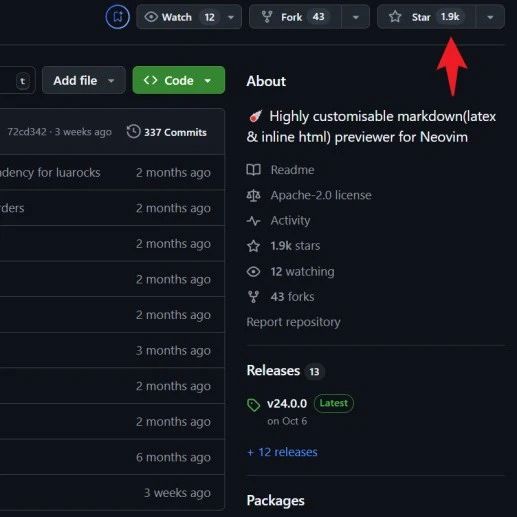 Watch 12 Fork 43 Star 1.9k
t Add file Code
72cd342 · 3 weeks ago 337 Commits
ndency for luarocks 2 months ago
rders 2 months ago
2 months ago
2 months ago
2 months ago
3 months ago
2 months ago
2 months ago
6 months ago
3 weeks ago
About
Highly customisable markdown(latex
& inline html) previewer for Neovim
Readme
Apache-2.0 license
Activity
1.9k stars
12 watching
43 forks
Report repository
Releases 13
v24.0.0 Latest
on Oct 6
+ 12 releases
Packages